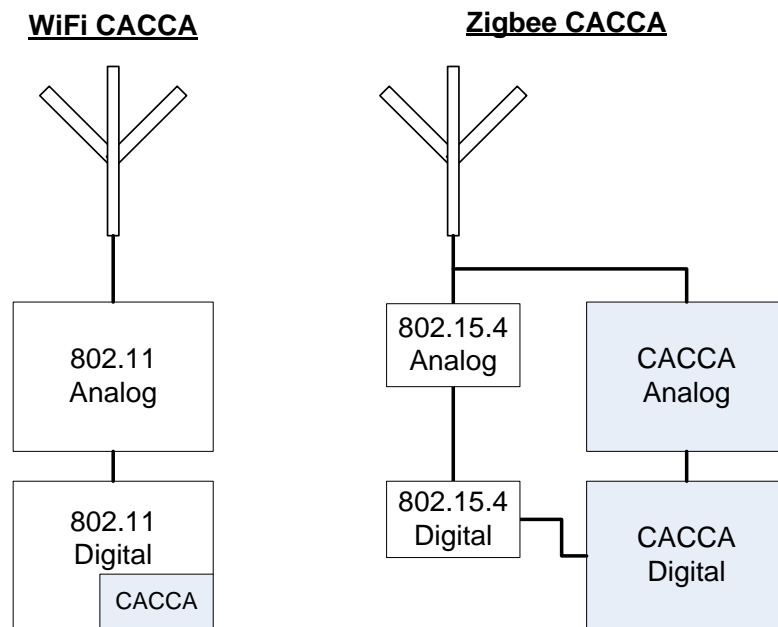 WiFi CACCA
Zigbee CACCA
802.11
Analog
802.11
Digital
CACCA
802.15.4
Analog
802.15.4
Digital
CACCA
Analog
CACCA
Digital